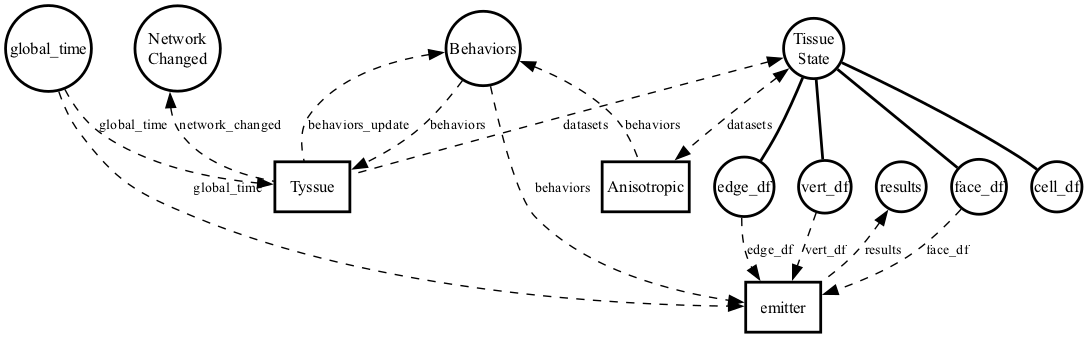 global_time
Network
Changed
Behaviors
Tissue
State
global_time
network_changed
behaviors_update
behaviors
datasets
behaviors
datasets
global_time
Tyssue
behaviors
Anisotropic
edge_df
vert_df
results
face_df
cell_df
edge_df
vert_df
results
face_df
emitter